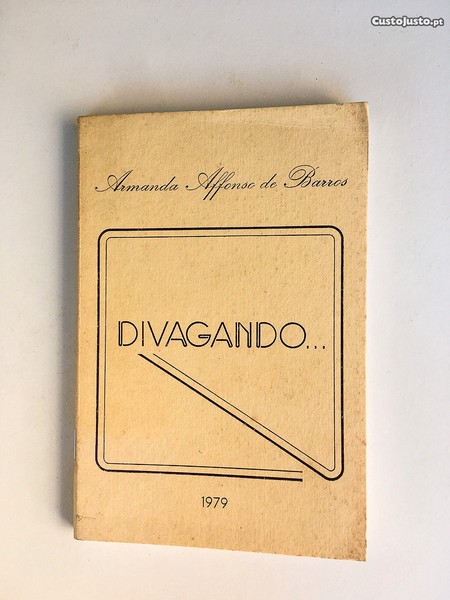 CustoJusto.pt
Armanda Affonso de Barros
DIVAGANDO...
1979